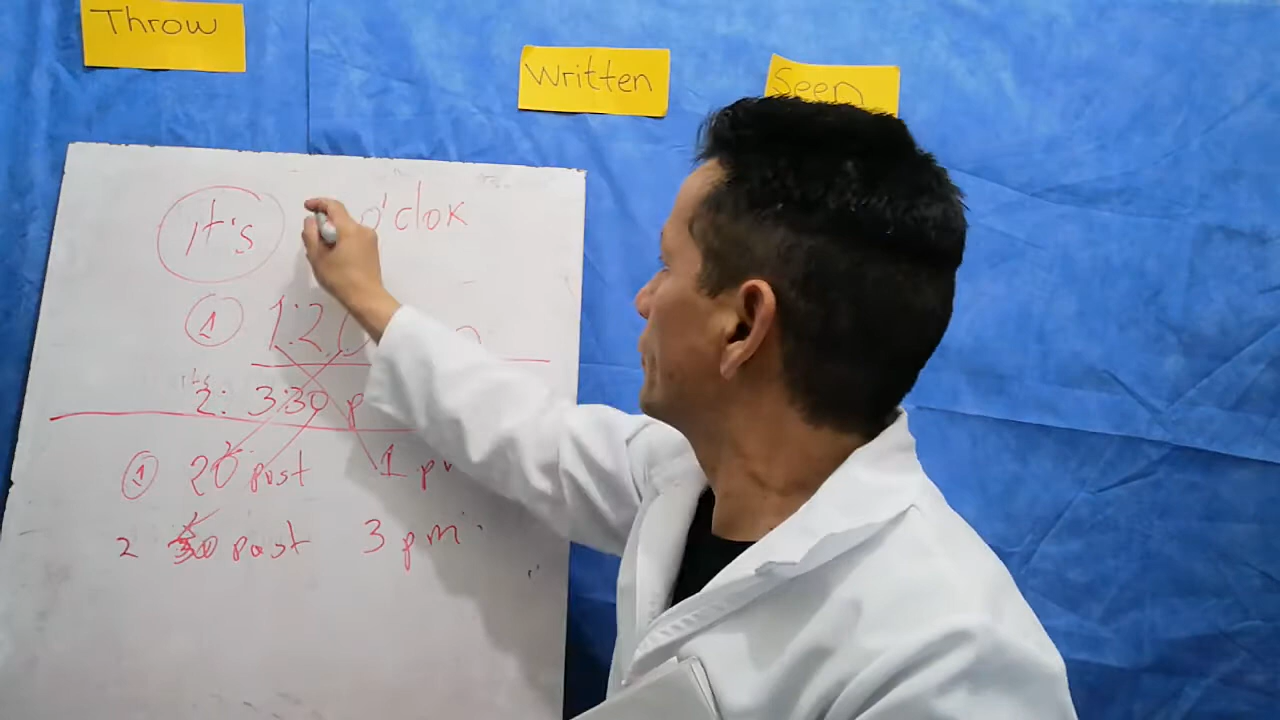 Throw
Written
Seen
it's o'clok
1 1:20
its
2: 3:30 p
1 20 past 1 p
2 30 past 3 pm